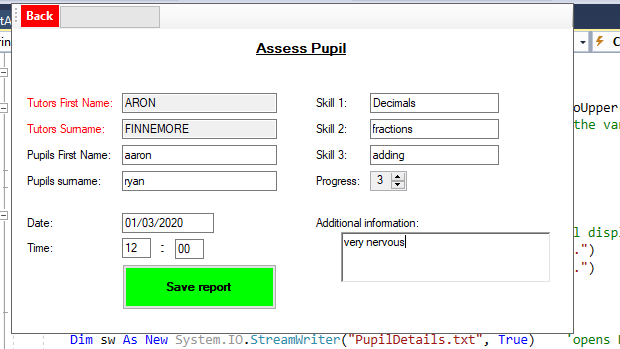 Back
Assess Pupil
Tutors First Name: ARON
Tutors Surname: FINNEMORE
Pupils First Name: aaron
Pupils surname: ryan
Skill 1: Decimals
Skill 2: fractions
Skill 3: adding
Progress: 3
Date: 01/03/2020
Time: 12 : 00
Additional information:
very nervous
Save report
oUpper
the va
l disp
.")
.")
Dim sw As New System.IO.StreamWriter("PupilDetails.txt", True) 'opens